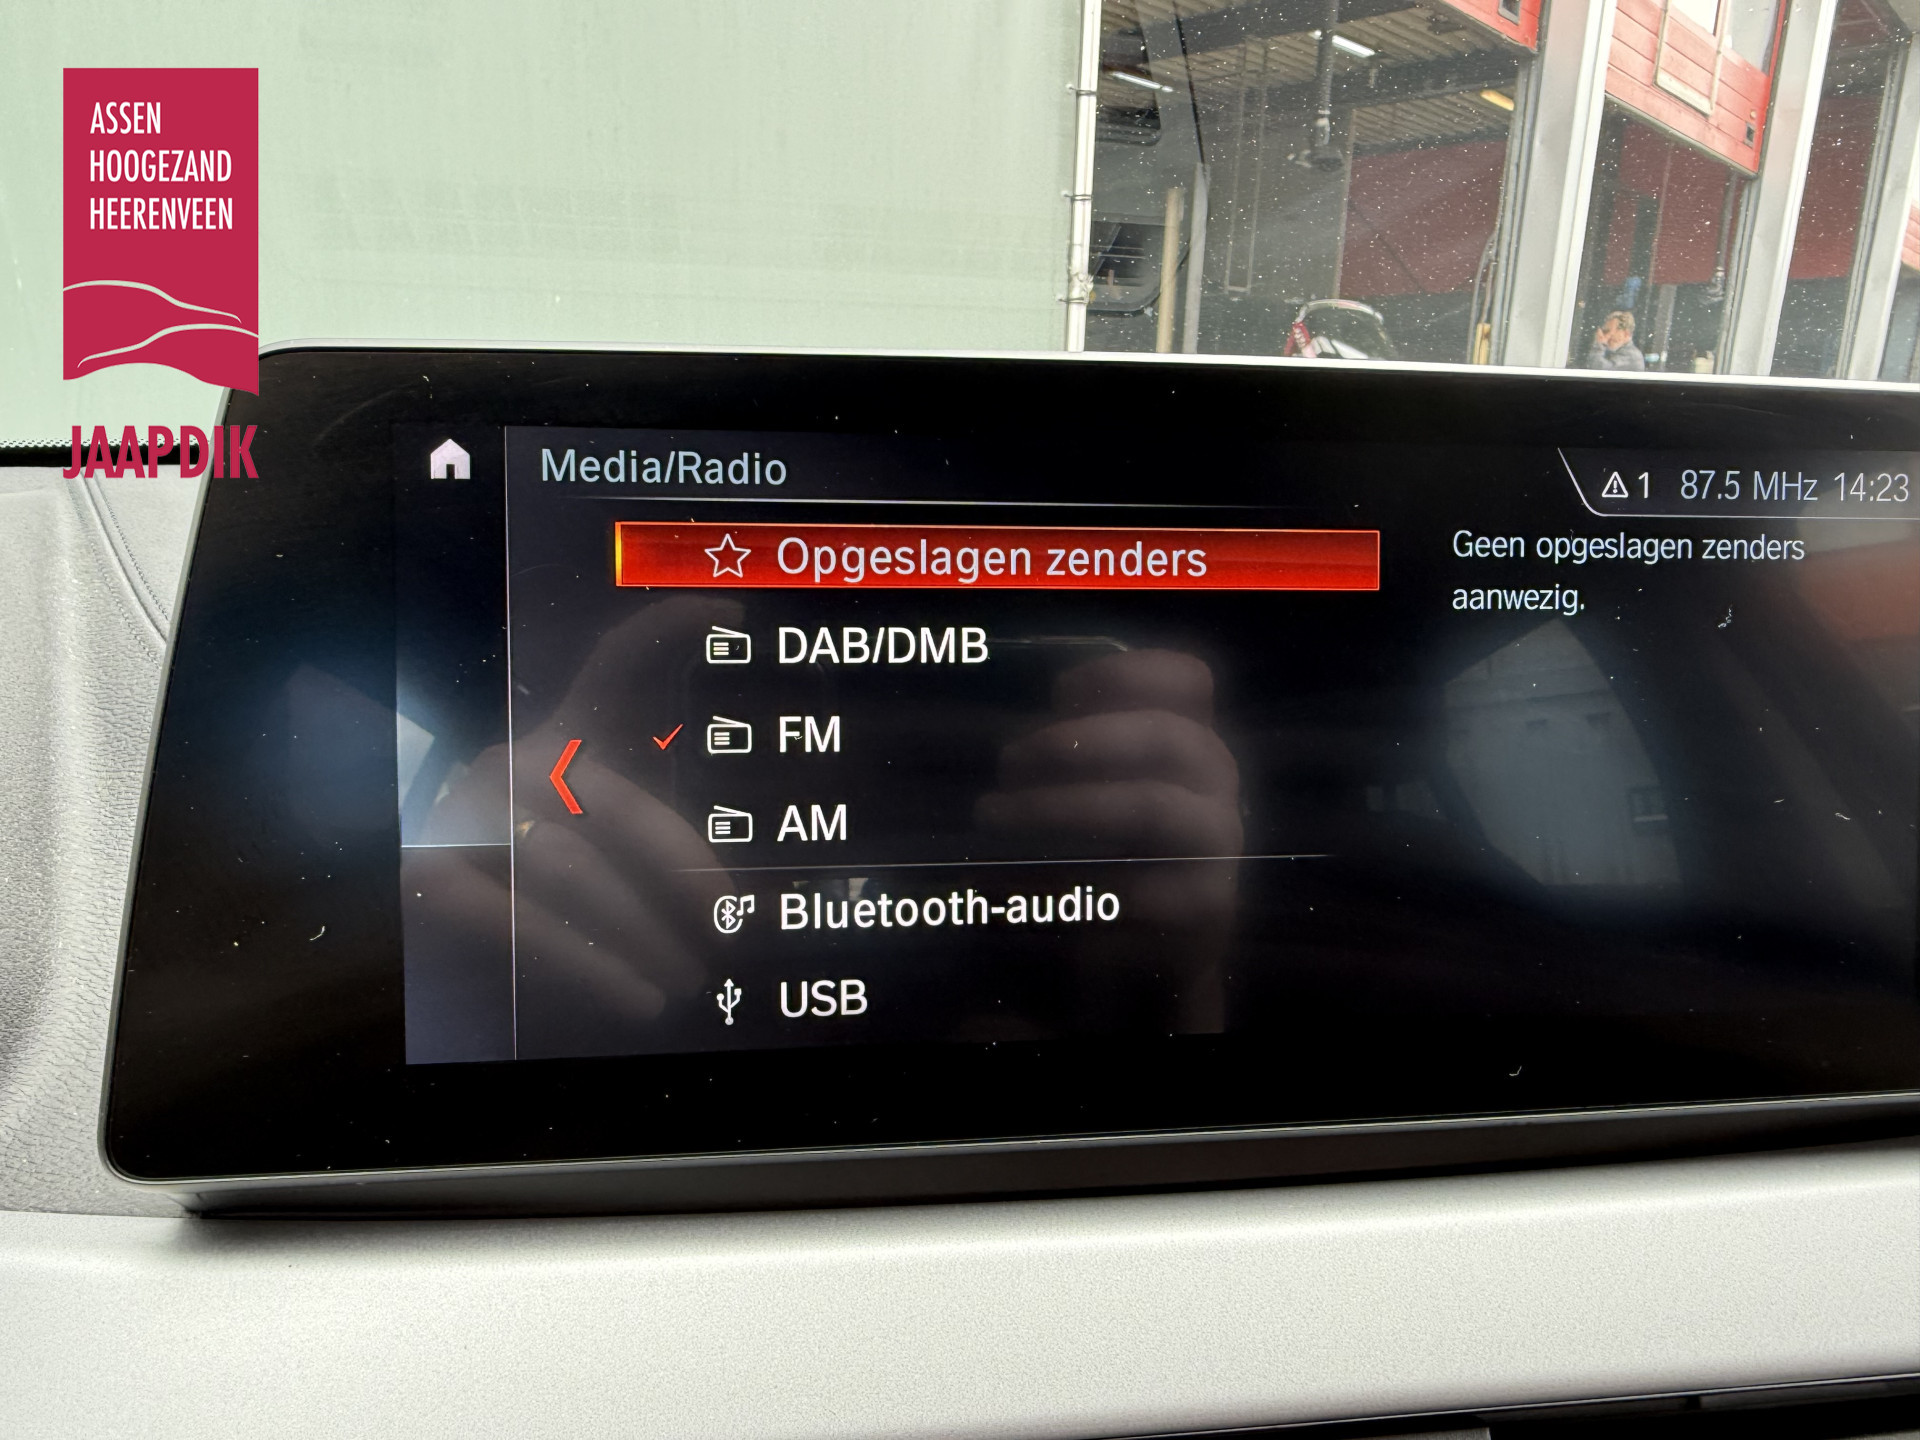 ASSEN
HOOGEZAND
HEERENVEEN
JAAPDIK
Media/Radio
1 87.5 MHz 14:23
Opgeslagen zenders
DAB/DMB
FM
AM
Bluetooth-audio
USB
Geen opgeslagen zenders
aanwezig.